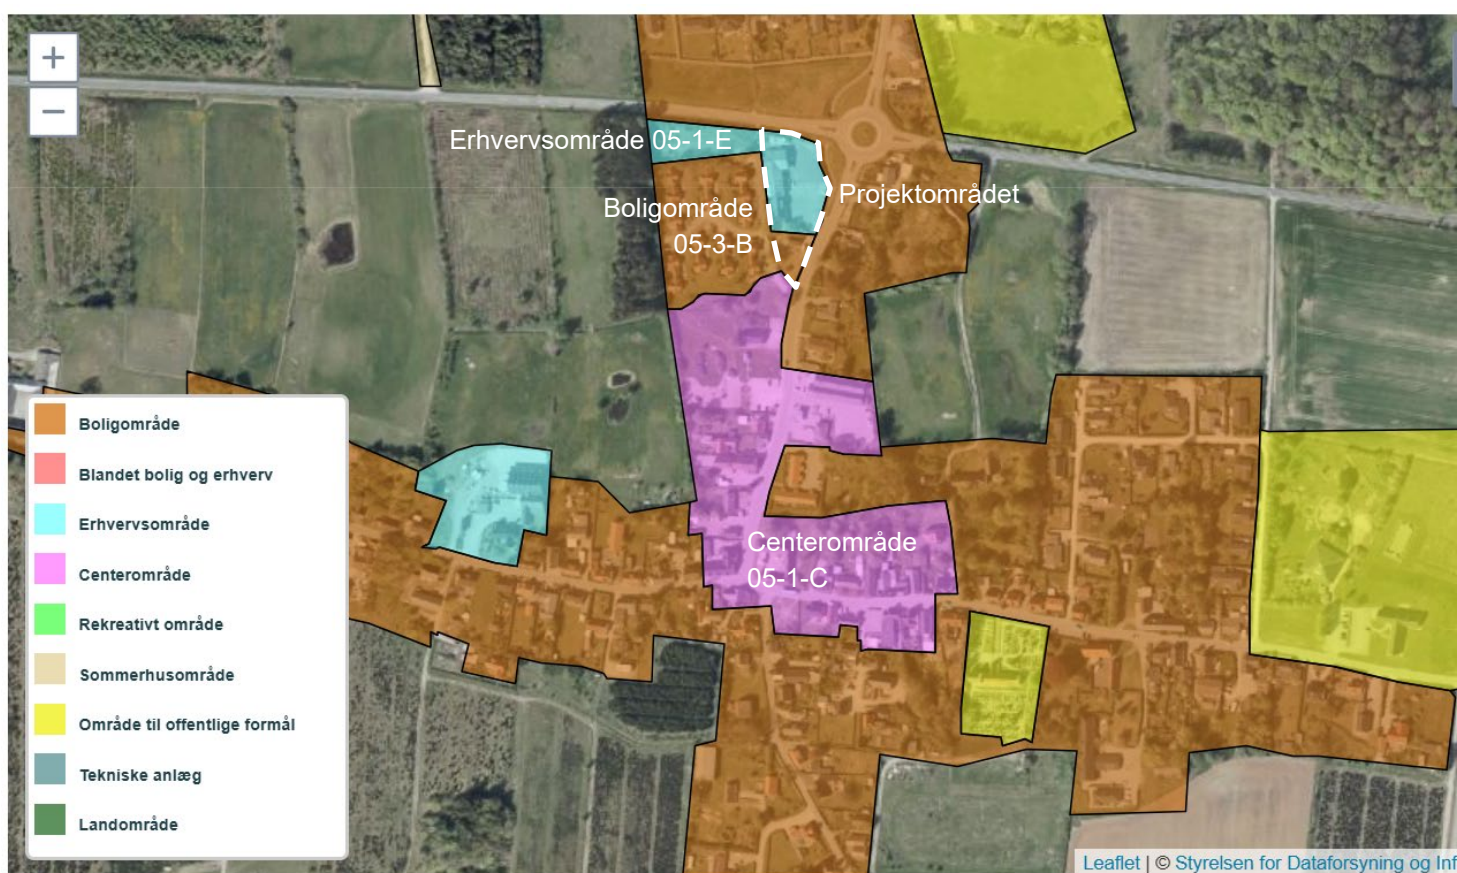 +
−
Erhvervsområde 05-1-E
Projektområdet
Boligområde
05-3-B
Centerområde
05-1-C
Boligområde
Blandet bolig og erhverv
Erhvervsområde
Centerområde
Rekreativt område
Sommerhusområde
Område til offentlige formål
Tekniske anlæg
Landområde
Leaflet | © Styrelsen for Dataforsyning og Inf